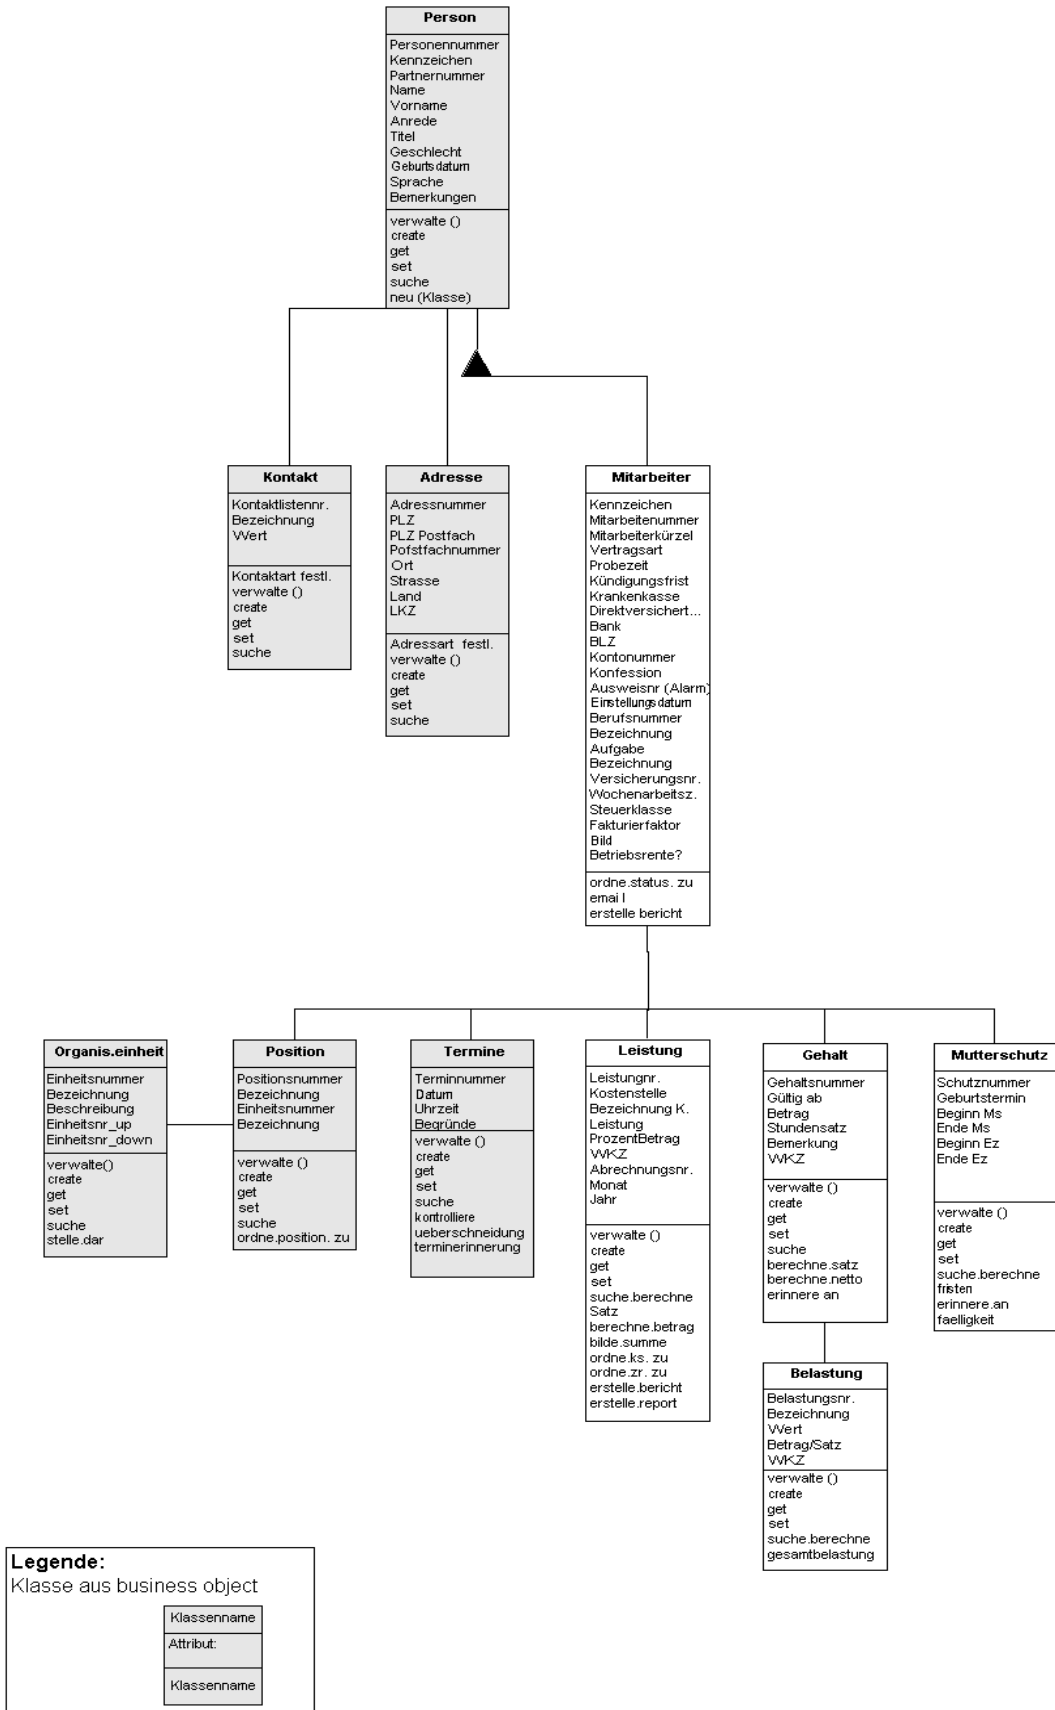 Person
Personennummer
Kennzeichen
Partnernummer
Name
Vorname
Anrede
Titel
Geschlecht
Geburtsdatum
Sprache
Bemerkungen
verwalte ()
create
get
set
suche
neu (Klasse)
Kontakt
Kontaktlistennr.
Bezeichnung
Wert
Kontaktart festl.
verwalte ()
create
get
set
suche
Adresse
Adressnummer
PLZ
PLZ Postfach
Pofstfachnummer
Ort
Strasse
Land
LKZ
Adressart festl.
verwalte ()
create
get
set
suche
Mitarbeiter
Kennzeichen
Mitarbeitenummer
Mitarbeiterkürzel
Vertragsart
Probezeit
Kündigungsfrist
Krankenkasse
Direktversichert...
Bank
BLZ
Kontonummer
Konfession
Ausweisnr (Alarm)
Einstellungsdatum
Berufsnummer
Bezeichnung
Aufgabe
Bezeichnung
Versicherungsnr.
Wochenarbeitsz.
Steuerklasse
Fakturierfaktor
Bild
Betriebsrente?
ordne.status. zu
emai l
erstelle bericht
Organis.einheit
Einheitsnummer
Bezeichnung
Beschreibung
Einheitsnr_up
Einheitsnr_down
verwalte()
create
get
set
suche
stelle.dar
Position
Positionsnummer
Bezeichnung
Einheitsnummer
Bezeichnung
verwalte ()
create
get
set
suche
ordne.position. zu
Termine
Terminnummer
Datum
Uhrzeit
Begründe
verwalte ()
create
get
set
suche
kontrolliere
ueberschneidung
terminerinnerung
Leistung
Leistungnr.
Kostenstelle
Bezeichnung K.
Leistung
ProzentBetrag
WKZ
Abrechnungsnr.
Monat
Jahr
verwalte ()
create
get
set
suche.berechne
Satz
berechne.betrag
bilde.summe
ordne.ks. zu
ordne.zr. zu
erstelle.bericht
erstelle.report
Gehalt
Gehaltsnummer
Gültig ab
Betrag
Stundensatz
Bemerkung
WKZ
verwalte ()
create
get
set
suche
berechne.satz
berechne.netto
erinnere an
Mutterschutz
Schutznummer
Geburtstermin
Beginn Ms
Ende Ms
Beginn Ez
Ende Ez
verwalte ()
create
get
set
suche.berechne
fristen
erinnere.an
faelligkeit
Belastung
Belastungsnr.
Bezeichnung
Wert
Betrag/Satz
WKZ
verwalte ()
create
get
set
suche.berechne
gesamtbelastung
Legende:
Klasse aus business object
Klassenname
Attribut:
Klassenname